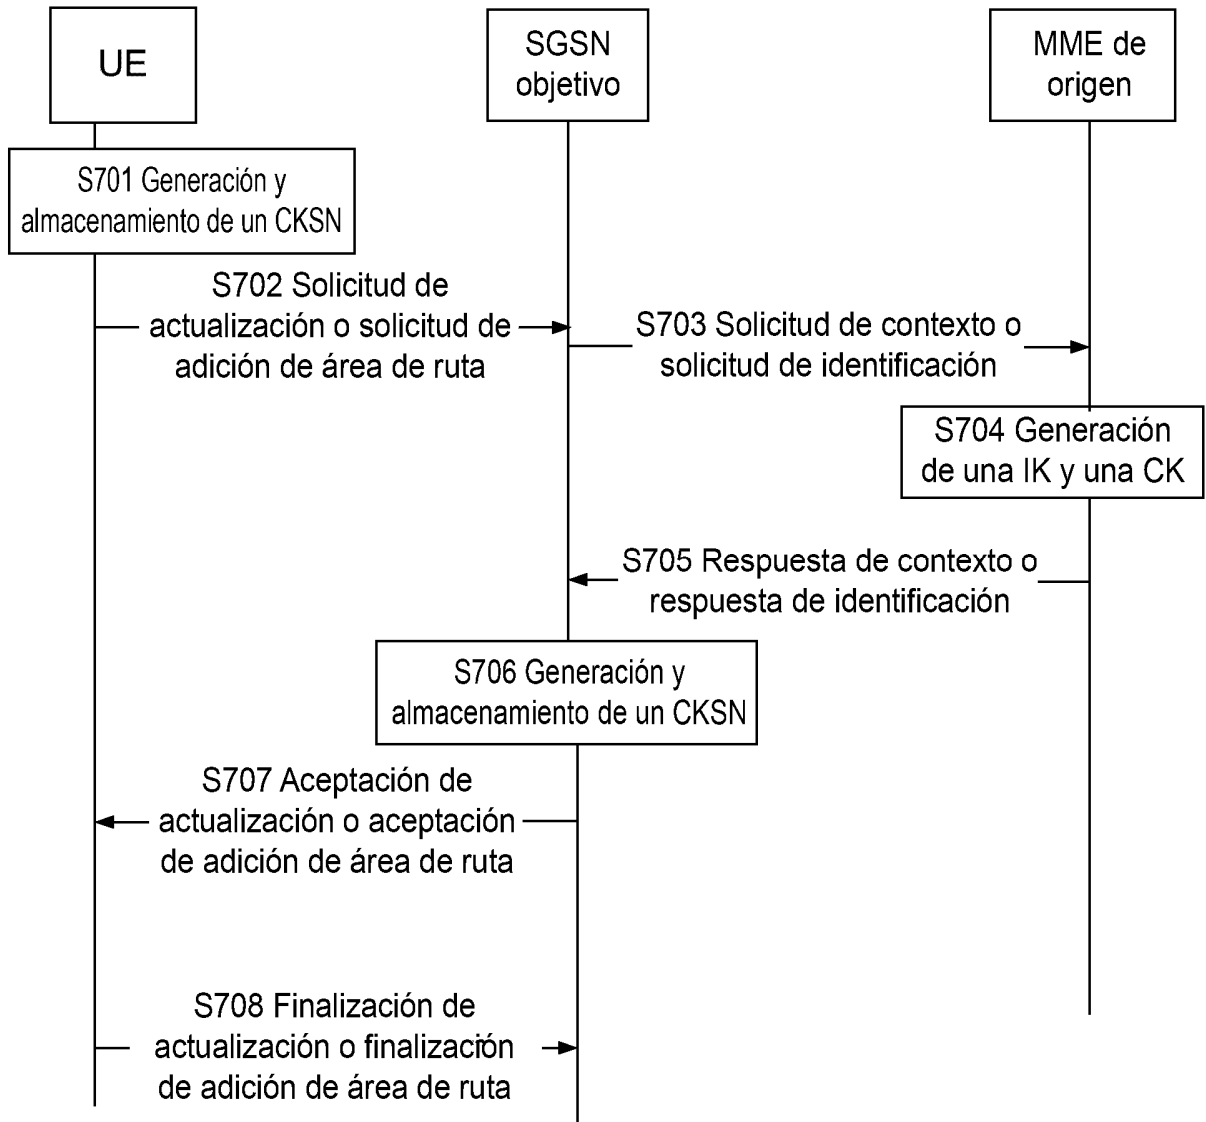 UE
SGSN
objetivo
MME de
origen
S701 Generación y
almacenamiento de un CKSN
S702 Solicitud de
actualización o solicitud de
adición de área de ruta
S703 Solicitud de contexto o
solicitud de identificación
S704 Generación
de una IK y una CK
S705 Respuesta de contexto o
respuesta de identificación
S706 Generación y
almacenamiento de un CKSN
S707 Aceptación de
actualización o aceptación
de adición de área de ruta
S708 Finalización de
actualización o finalización
de adición de área de ruta